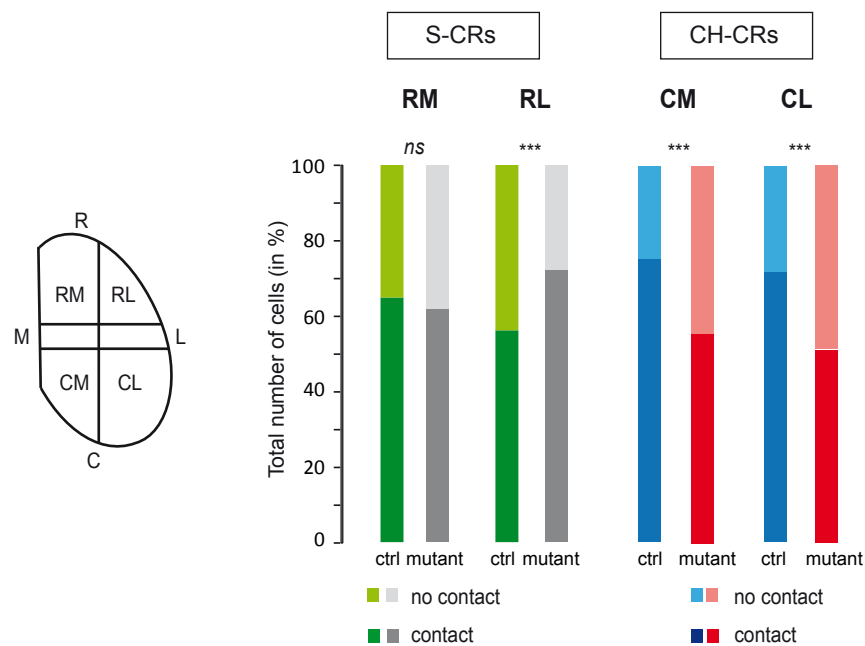 S-CRs CH-CRs
RM RL CM CL
ns *** *** ***
Total number of cells (in %)
100
80
60
40
20
0
R
RM RL
M L
CM CL
C
ctrl mutant ctrl mutant ctrl mutant ctrl mutant
no contact no contact
contact contact